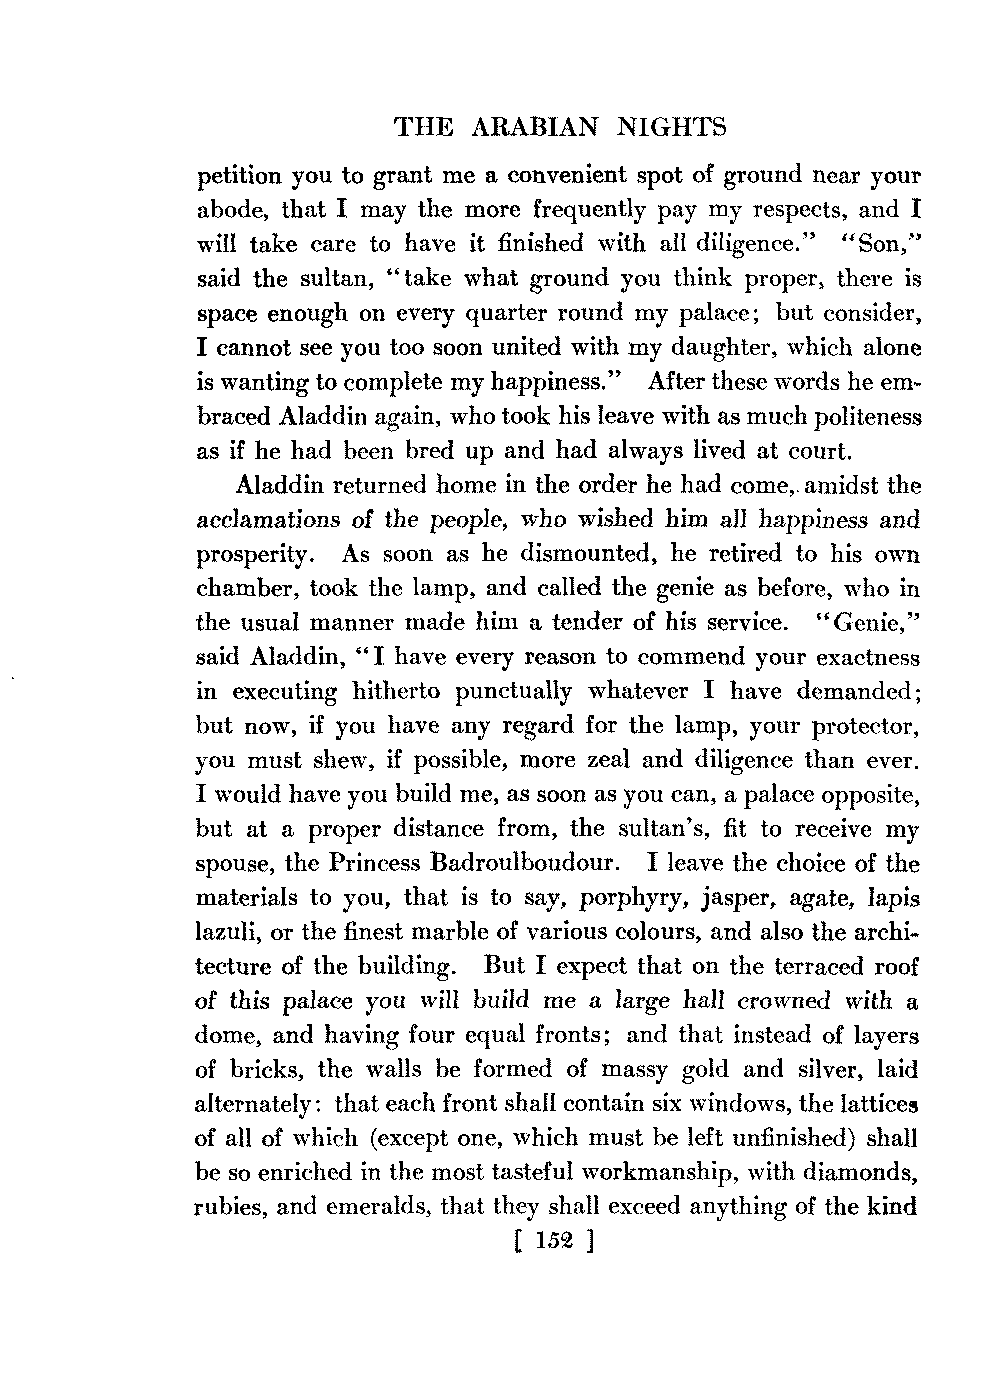 THE ARABIAN NIGHTS
petition you to grant me a convenient spot of ground near your
abode, that I may the more frequently pay my respects, and I
will take care to have it finished with all diligence.” “Son,”
said the sultan, “take what ground you think proper, there is
space enough on every quarter round my palace; but consider,
I cannot see you too soon united with my daughter, which alone
is wanting to complete my happiness.” After these words he em-
braced Aladdin again, who took his leave with as much politeness
as if he had been bred up and had always lived at court.
Aladdin returned home in the order he had come, amidst the
acclamations of the people, who wished him all happiness and
prosperity. As soon as he dismounted, he retired to his own
chamber, took the lamp, and called the genie as before, who in
the usual manner made him a tender of his service. “Genie,”
said Aladdin, “I have every reason to commend your exactness
in executing hitherto punctually whatever I have demanded;
but now, if you have any regard for the lamp, your protector,
you must shew, if possible, more zeal and diligence than ever.
I would have you build me, as soon as you can, a palace opposite,
but at a proper distance from, the sultan’s, fit to receive my
spouse, the Princess Badroulboudour. I leave the choice of the
materials to you, that is to say, porphyry, jasper, agate, lapis
lazuli, or the finest marble of various colours, and also the archi-
tecture of the building. But I expect that on the terraced roof
of this palace you will build me a large hall crowned with a
dome, and having four equal fronts; and that instead of layers
of bricks, the walls be formed of massy gold and silver, laid
alternately: that each front shall contain six windows, the lattices
of all of which (except one, which must be left unfinished) shall
be so enriched in the most tasteful workmanship, with diamonds,
rubies, and emeralds, that they shall exceed anything of the kind
[ 152 ]